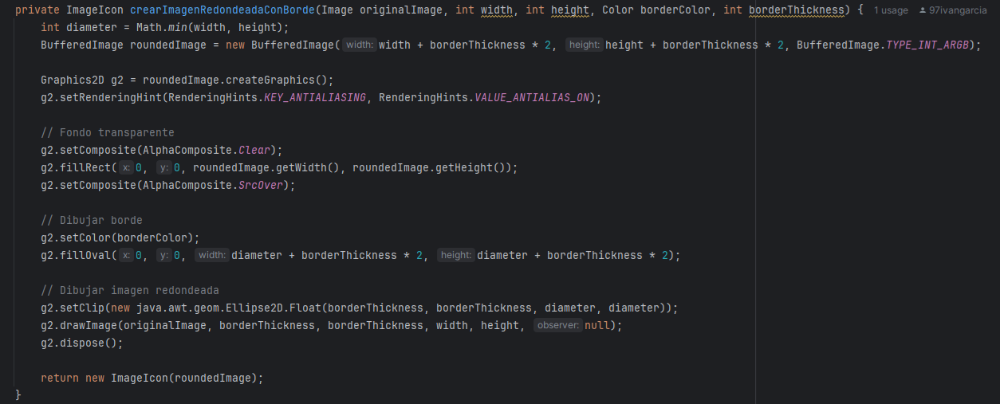 private ImageIcon crearImagenRedondeadaConBorde(Image originalImage, int width, int height, Color borderColor, int borderThickness) { 1 usage 97ivangarcia
int diameter = Math.min(width, height);
BufferedImage roundedImage = new BufferedImage( width: width + borderThickness * 2, height: height + borderThickness * 2, BufferedImage.TYPE_INT_ARGB);
Graphics2D g2 = roundedImage.createGraphics();
g2.setRenderingHint(RenderingHints.KEY_ANTIALIASING, RenderingHints.VALUE_ANTIALIAS_ON);
// Fondo transparente
g2.setComposite(AlphaComposite.Clear);
g2.fillRect( x: 0, y: 0, roundedImage.getWidth(), roundedImage.getHeight());
g2.setComposite(AlphaComposite.SrcOver);
// Dibujar borde
g2.setColor(borderColor);
g2.fillOval( x: 0, y: 0, width: diameter + borderThickness * 2, height: diameter + borderThickness * 2);
// Dibujar imagen redondeada
g2.setClip(new java.awt.geom.Ellipse2D.Float(borderThickness, borderThickness, diameter, diameter));
g2.drawImage(originalImage, borderThickness, borderThickness, width, height, observer: null);
g2.dispose();
return new ImageIcon(roundedImage);
}